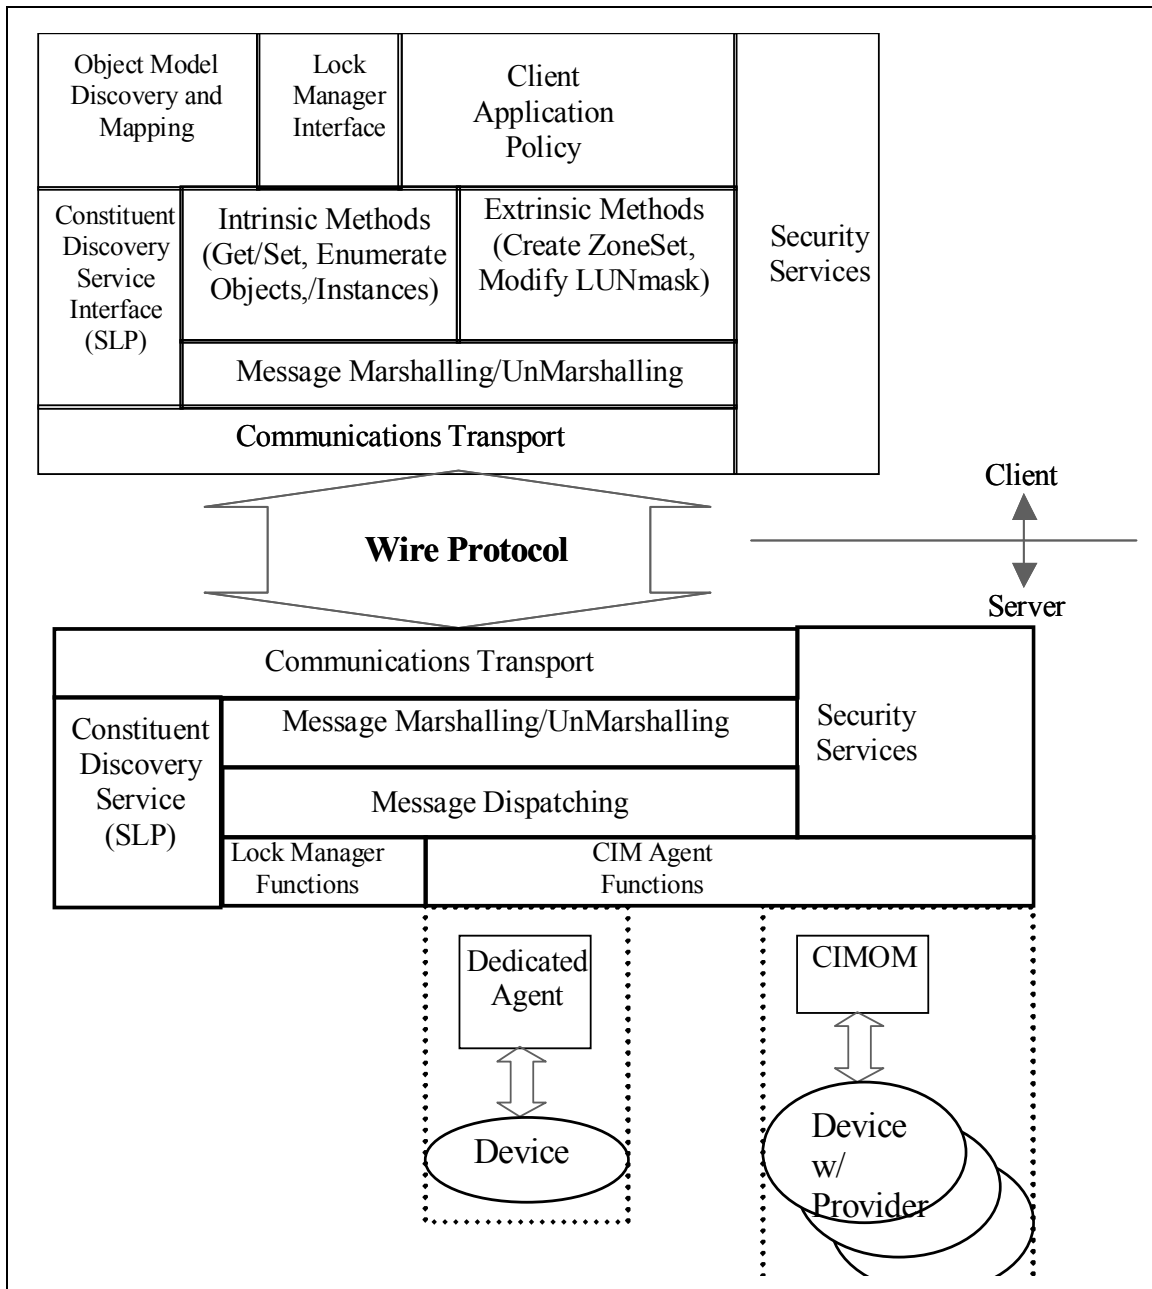 Object Model
Discovery and
Mapping
Lock
Manager
Interface
Client
Application
Policy
Security
Services
Constituent
Discovery
Service
Interface
(SLP)
Intrinsic Methods
(Get/Set, Enumerate
Objects,/Instances)
Extrinsic Methods
(Create ZoneSet,
Modify LUNmask)
Message Marshalling/UnMarshalling
Communications Transport
Wire Protocol
Client
Server
Communications Transport
Constituent
Discovery
Service
(SLP)
Message Marshalling/UnMarshalling
Security
Services
Message Dispatching
Lock Manager
Functions
CIM Agent
Functions
Dedicated
Agent
CIMOM
Device
Device
w/
Provider